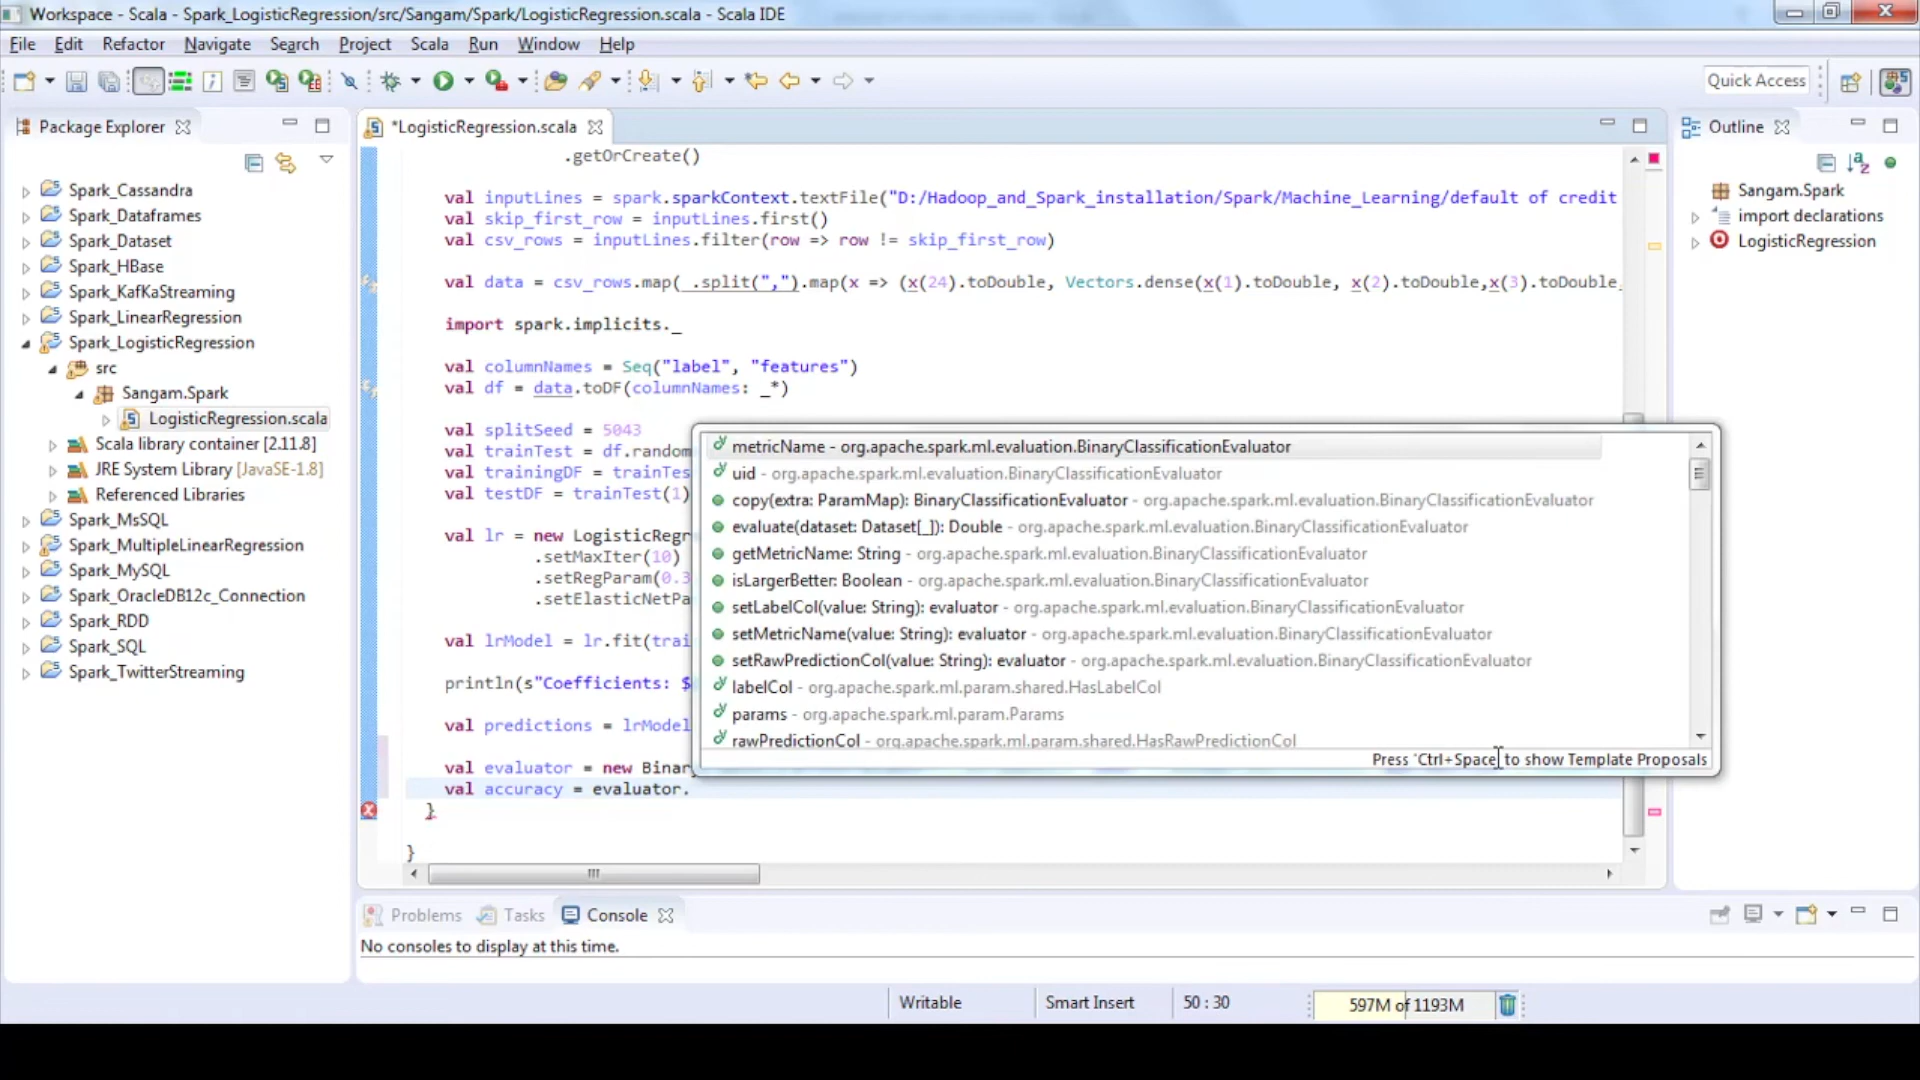 Workspace - Scala - Spark_LogisticRegression/src/Sangam/Spark/LogisticRegression.scala - Scala IDE
File Edit Refactor Navigate Search Project Scala Run Window Help
Quick Access
Package Explorer
Spark_Cassandra
Spark_Dataframes
Spark_Dataset
Spark_HBase
Spark_KafKaStreaming
Spark_LinearRegression
Spark_LogisticRegression
src
Sangam.Spark
LogisticRegression.scala
Scala library container [2.11.8]
JRE System Library [JavaSE-1.8]
Referenced Libraries
Spark_MsSQL
Spark_MultipleLinearRegression
Spark_MySQL
Spark_OracleDB12c_Connection
Spark_RDD
Spark_SQL
Spark_TwitterStreaming
*LogisticRegression.scala
.getOrCreate()
val inputLines = spark.sparkContext.textFile("D:/Hadoop_and_Spark_installation/Spark/Machine_Learning/default of credit
val skip_first_row = inputLines.first()
val csv_rows = inputLines.filter(row => row != skip_first_row)
val data = csv_rows.map(_.split(",").map(x => (x(24).toDouble, Vectors.dense(x(1).toDouble, x(2).toDouble,x(3).toDouble,
import spark.implicits._
val columnNames = Seq("label", "features")
val df = data.toDF(columnNames: _*)
val splitSeed = 5043
val trainTest = df.random
val trainingDF = trainTes
val testDF = trainTest(1)
val lr = new LogisticRegr
.setMaxIter(10)
.setRegParam(0.3
.setElasticNetPa
val lrModel = lr.fit(trai
println(s"Coefficients: $
val predictions = lrModel
val evaluator = new Binar
val accuracy = evaluator.
}
}
metricName - org.apache.spark.ml.evaluation.BinaryClassificationEvaluator
uid - org.apache.spark.ml.evaluation.BinaryClassificationEvaluator
copy(extra: ParamMap): BinaryClassificationEvaluator - org.apache.spark.ml.evaluation.BinaryClassificationEvaluator
evaluate(dataset: Dataset[_]): Double - org.apache.spark.ml.evaluation.BinaryClassificationEvaluator
getMetricName: String - org.apache.spark.ml.evaluation.BinaryClassificationEvaluator
isLargerBetter: Boolean - org.apache.spark.ml.evaluation.BinaryClassificationEvaluator
setLabelCol(value: String): evaluator - org.apache.spark.ml.evaluation.BinaryClassificationEvaluator
setMetricName(value: String): evaluator - org.apache.spark.ml.evaluation.BinaryClassificationEvaluator
setRawPredictionCol(value: String): evaluator - org.apache.spark.ml.evaluation.BinaryClassificationEvaluator
labelCol - org.apache.spark.ml.param.shared.HasLabelCol
params - org.apache.spark.ml.param.Params
rawPredictionCol - org.apache.spark.ml.param.shared.HasRawPredictionCol
Press 'Ctrl+Space' to show Template Proposals
Outline
Sangam.Spark
import declarations
LogisticRegression
Problems Tasks Console
No consoles to display at this time.
Writable Smart Insert 50 : 30 597M of 1193M